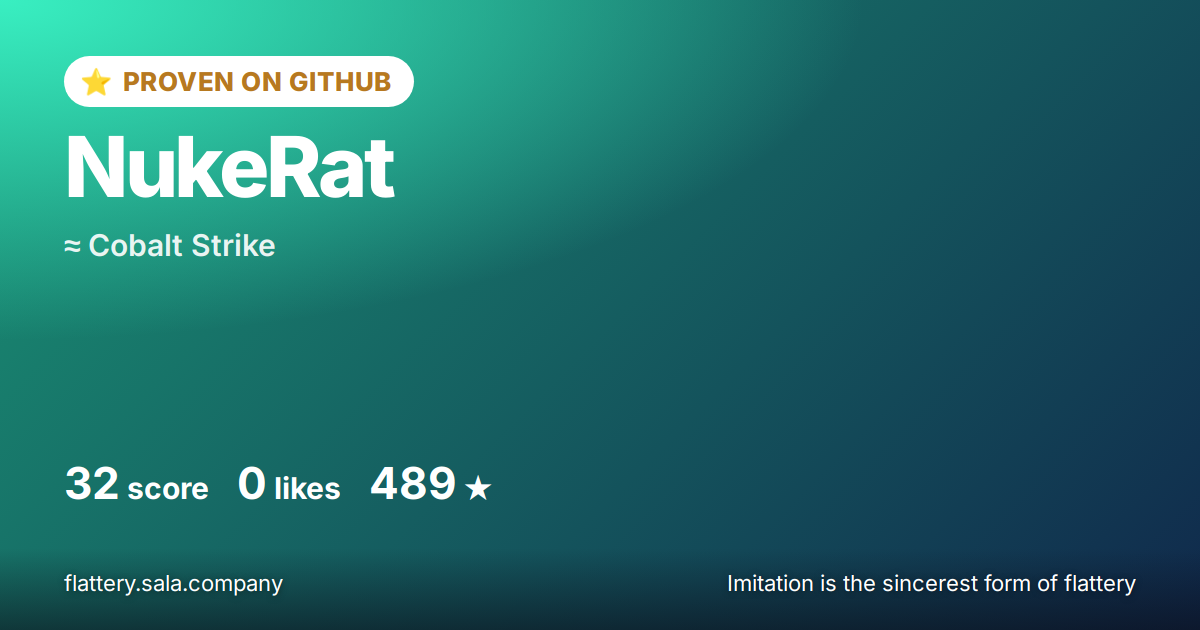 ⭐ PROVEN ON GITHUB
NukeRat
≈ Cobalt Strike
32 score 0 likes 489 ★
flattery.sala.company
Imitation is the sincerest form of flattery